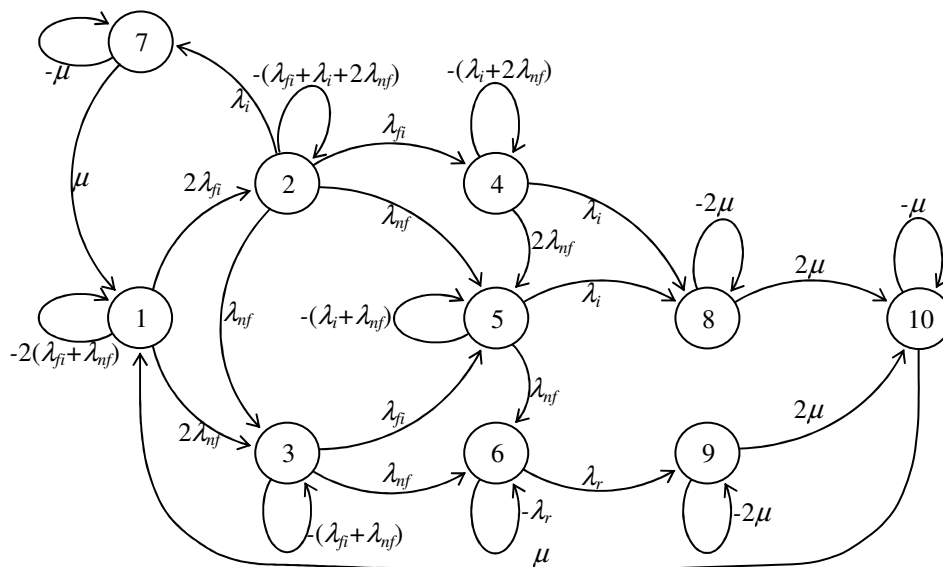 7
-μ
λi
-(λfi+λi+2λnf)
-(λi+2λnf)
λfi
2
4
μ
2λfi
λnf
λi
-2μ
-μ
2λnf
2μ
1
-2(λfi+λnf)
λnf
-(λi+λnf)
5
λi
8
10
2λnf
λfi
λnf
2μ
3
λnf
6
λr
9
-(λfi+λnf)
-λr
-2μ
μ